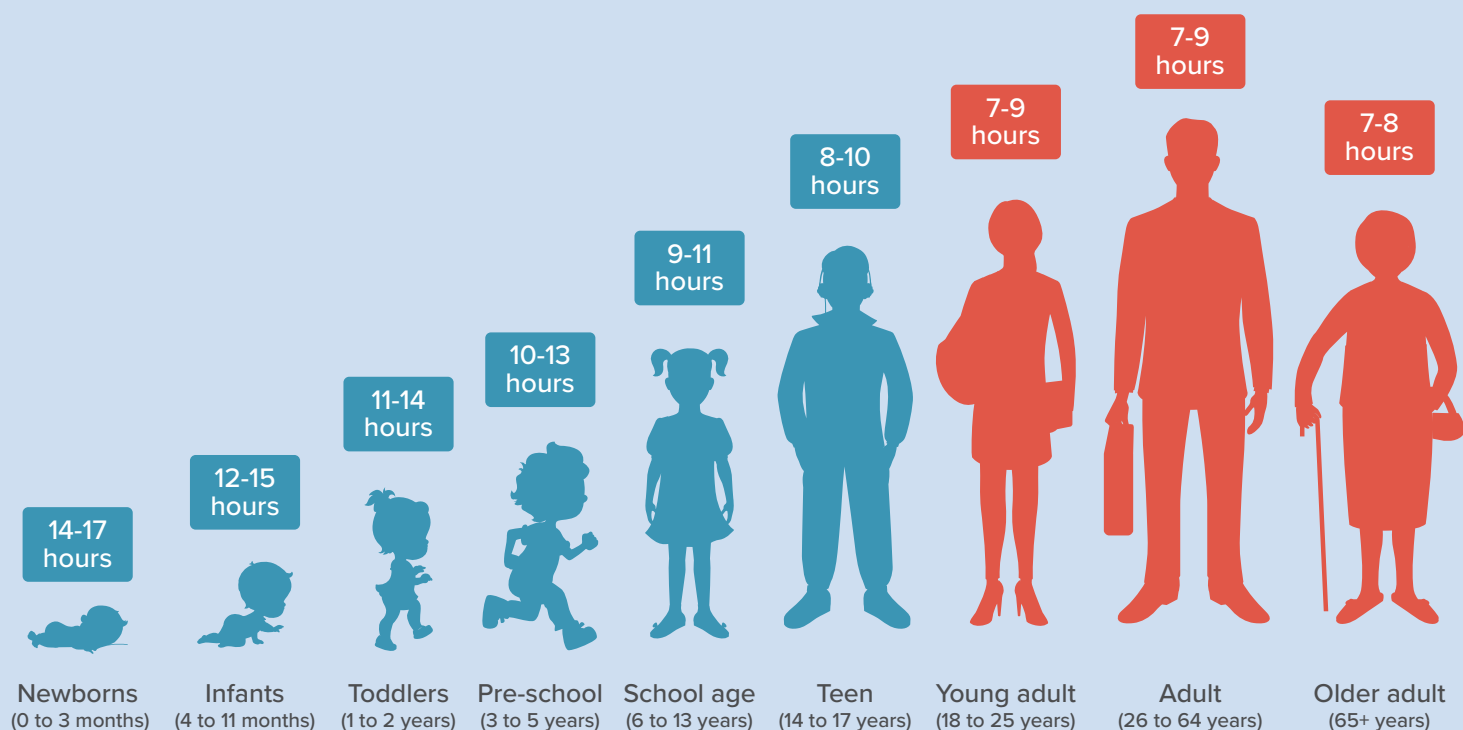 14-17
hours
12-15
hours
11-14
hours
10-13
hours
9-11
hours
8-10
hours
7-9
hours
7-9
hours
7-8
hours
Newborns
(0 to 3 months)
Infants
(4 to 11 months)
Toddlers
(1 to 2 years)
Pre-school
(3 to 5 years)
School age
(6 to 13 years)
Teen
(14 to 17 years)
Young adult
(18 to 25 years)
Adult
(26 to 64 years)
Older adult
(65+ years)